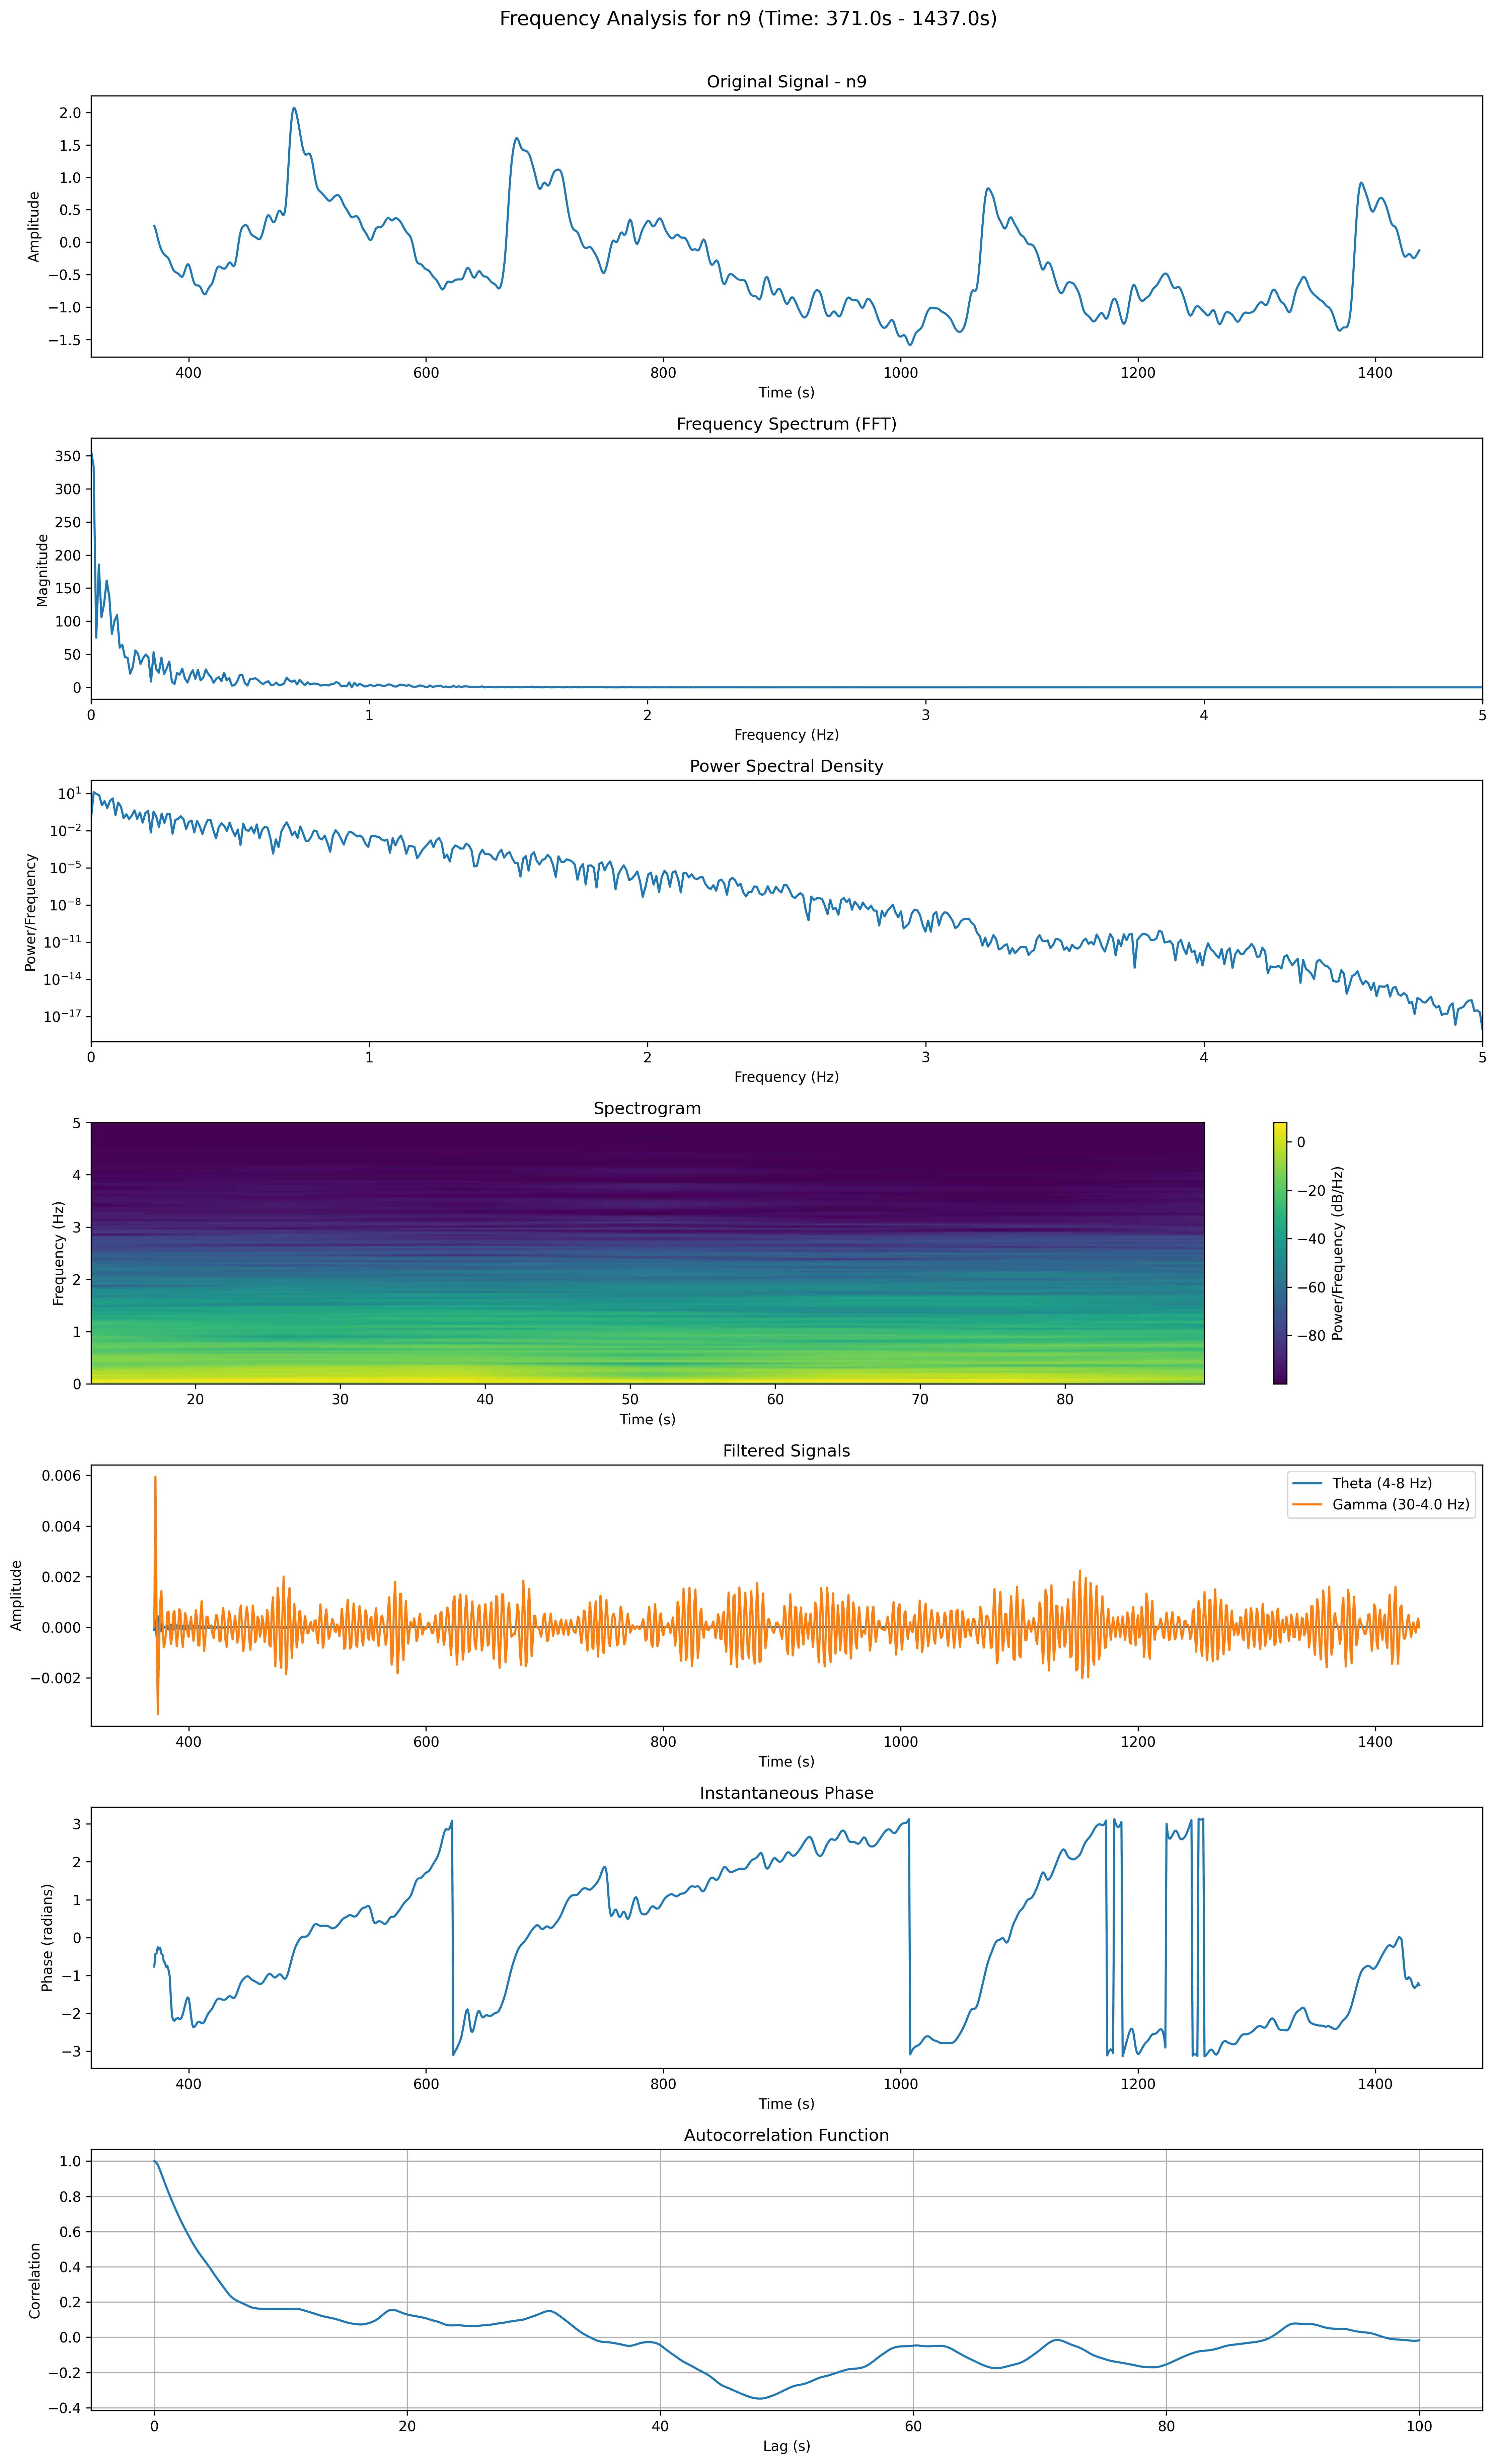 Frequency Analysis for n9 (Time: 371.0s - 1437.0s)
Original Signal - n9
Amplitude
2.0
1.5
1.0
0.5
0.0
−0.5
−1.0
−1.5
400 600 800 1000 1200 1400
Time (s)
Frequency Spectrum (FFT)
Magnitude
350
300
250
200
150
100
50
0
0 1 2 3 4 5
Frequency (Hz)
Power Spectral Density
Power/Frequency
10¹
10⁻²
10⁻⁵
10⁻⁸
10⁻¹¹
10⁻¹⁴
10⁻¹⁷
0 1 2 3 4 5
Frequency (Hz)
Spectrogram
Frequency (Hz)
5
4
3
2
1
0
20 30 40 50 60 70 80
Time (s)
0
−20
−40
−60
−80
Power/Frequency (dB/Hz)
Filtered Signals
Amplitude
0.006
0.004
0.002
0.000
−0.002
Theta (4-8 Hz)
Gamma (30-4.0 Hz)
400 600 800 1000 1200 1400
Time (s)
Instantaneous Phase
Phase (radians)
3
2
1
0
−1
−2
−3
400 600 800 1000 1200 1400
Time (s)
Autocorrelation Function
Correlation
1.0
0.8
0.6
0.4
0.2
0.0
−0.2
−0.4
0 20 40 60 80 100
Lag (s)